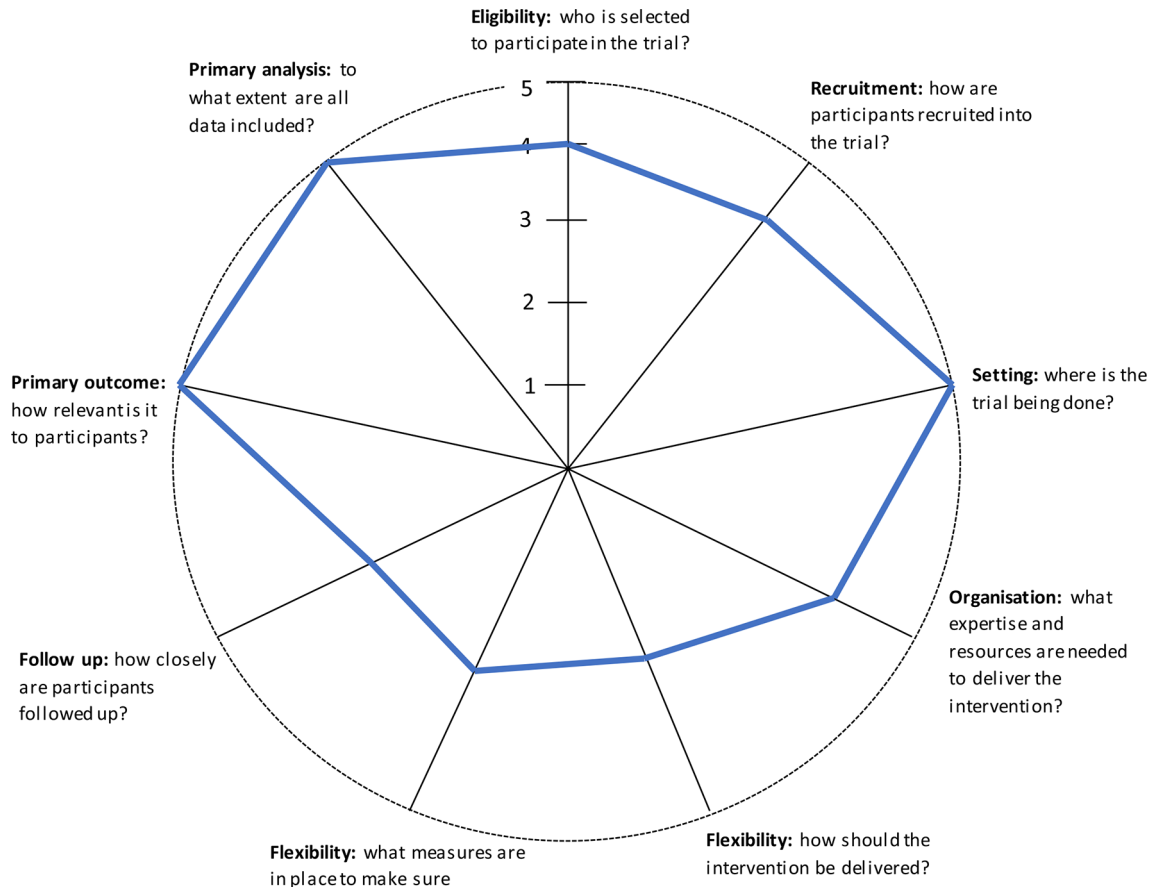 Eligibility: who is selected
to participate in the trial?
Primary analysis: to
what extent are all
data included?
Recruitment: how are
participants recruited into
the trial?
5
4
3
2
1
Primary outcome:
how relevant is it
to participants?
Setting: where is the
trial being done?
Organisation: what
expertise and
resources are needed
to deliver the
intervention?
Follow up: how closely
are participants
followed up?
Flexibility: how should the
intervention be delivered?
Flexibility: what measures are
in place to make sure